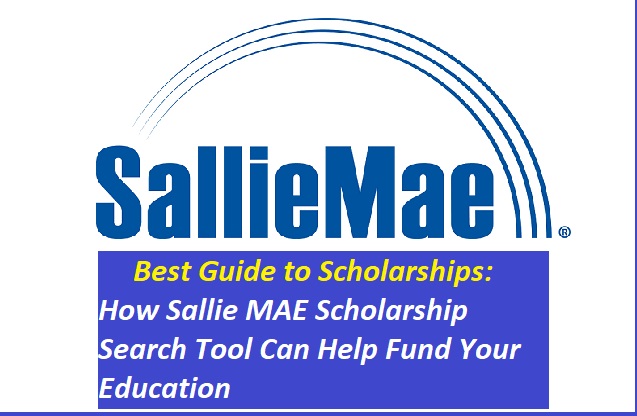 SallieMae®
Best Guide to Scholarships:
How Sallie MAE Scholarship
Search Tool Can Help Fund Your
Education